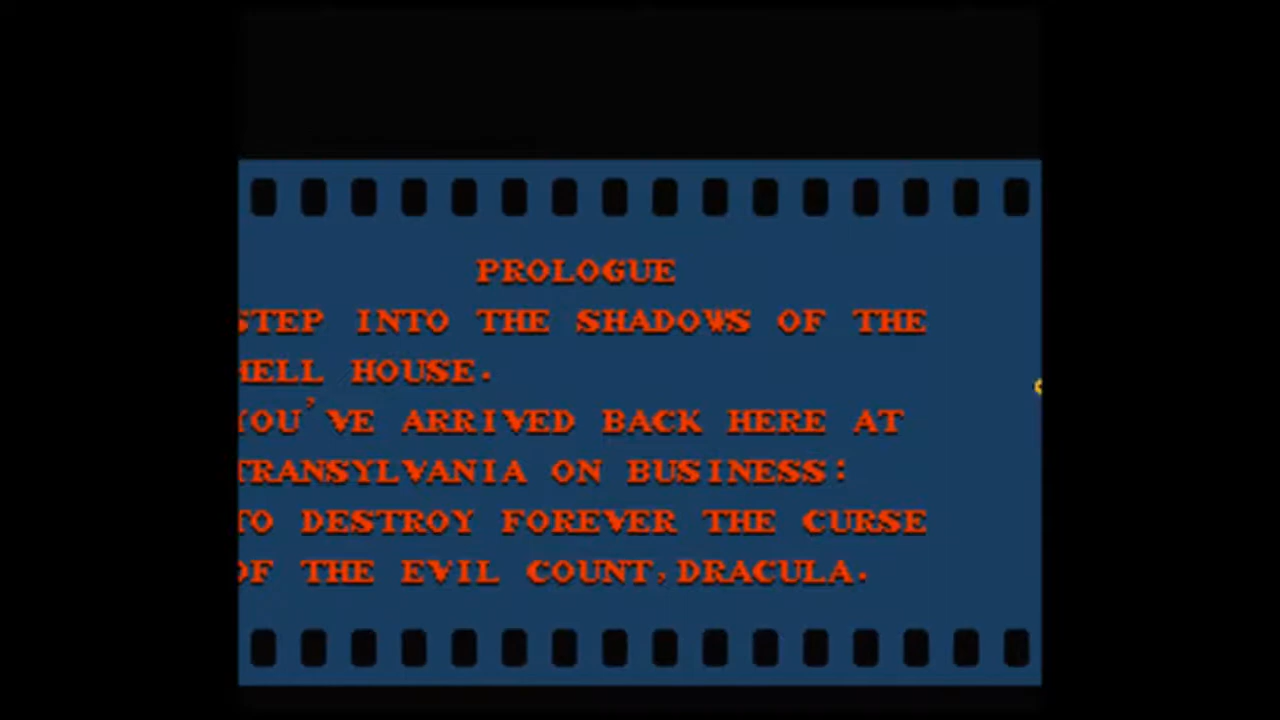 PROLOGUE
STEP INTO THE SHADOWS OF THE
HELL HOUSE.
YOU'VE ARRIVED BACK HERE AT
TRANSYLVANIA ON BUSINESS:
TO DESTROY FOREVER THE CURSE
OF THE EVIL COUNT,DRACULA.